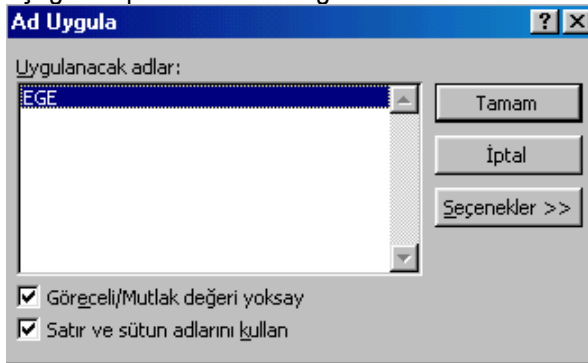 Ad Uygula
Uygulanacak adlar:
EGE
Tamam
İptal
Seçenekler >>
Göreceli/Mutlak değeri yoksay
Satır ve sütun adlarını kullan